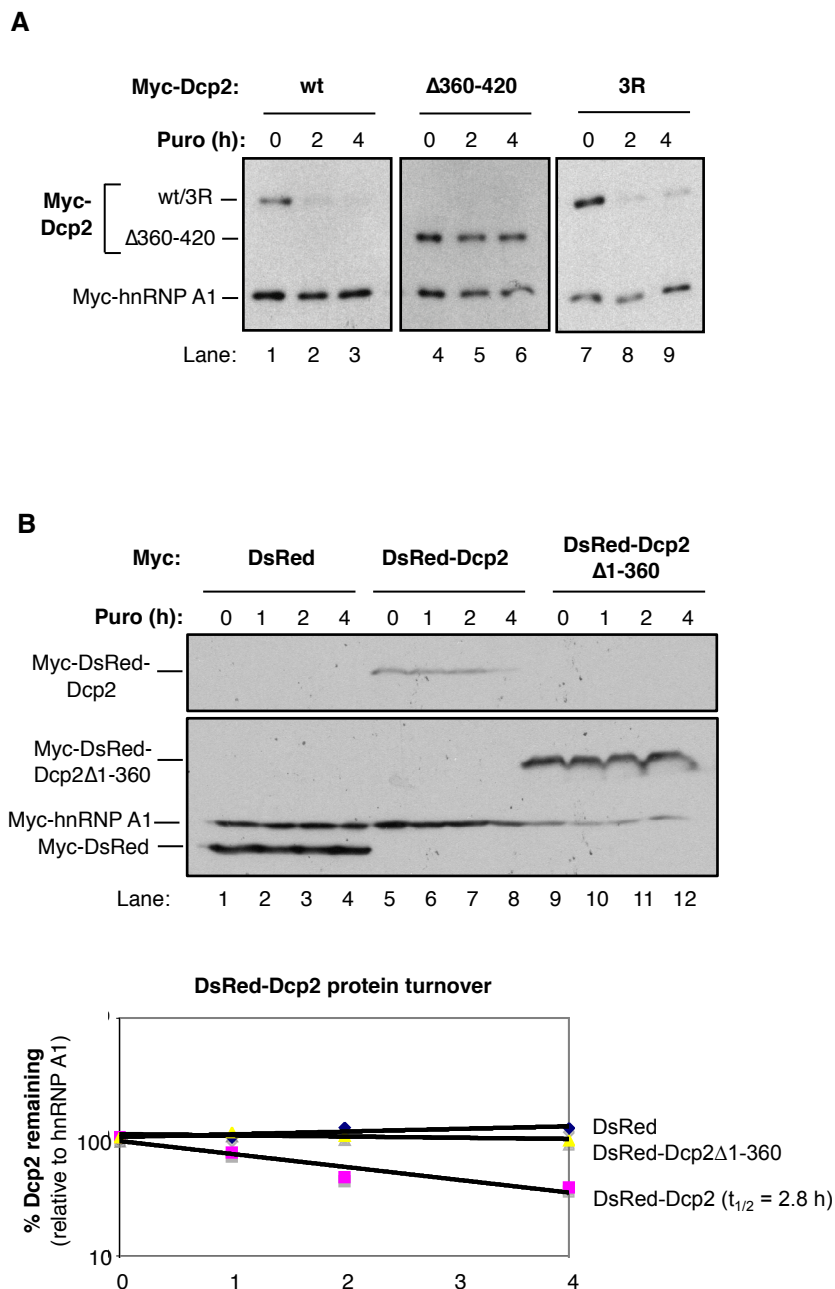 A
Myc-Dcp2: wt Δ360-420 3R
Puro (h): 0 2 4 0 2 4 0 2 4
Myc-
Dcp2
wt/3R
Δ360-420
Myc-hnRNP A1
Lane: 1 2 3 4 5 6 7 8 9
B
Myc: DsRed DsRed-Dcp2 DsRed-Dcp2
Δ1-360
Puro (h): 0 1 2 4 0 1 2 4 0 1 2 4
Myc-DsRed-
Dcp2
Myc-DsRed-
Dcp2Δ1-360
Myc-hnRNP A1
Myc-DsRed
Lane: 1 2 3 4 5 6 7 8 9 10 11 12
DsRed-Dcp2 protein turnover
% Dcp2 remaining
(relative to hnRNP A1)
100
10
0 1 2 3 4
DsRed
DsRed-Dcp2Δ1-360
DsRed-Dcp2 (t1/2 = 2.8 h)